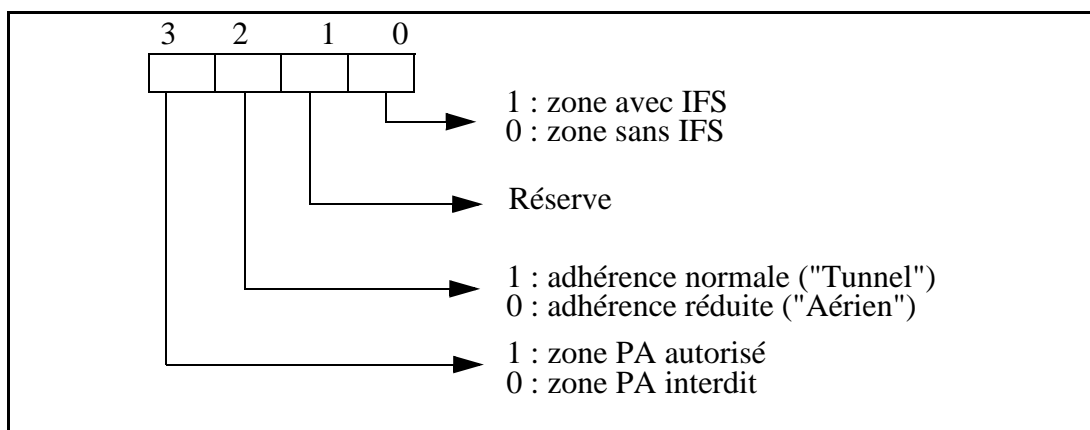 3 2 1 0
1 : zone avec IFS
0 : zone sans IFS
Réserve
1 : adhérence normale ("Tunnel")
0 : adhérence réduite ("Aérien")
1 : zone PA autorisé
0 : zone PA interdit